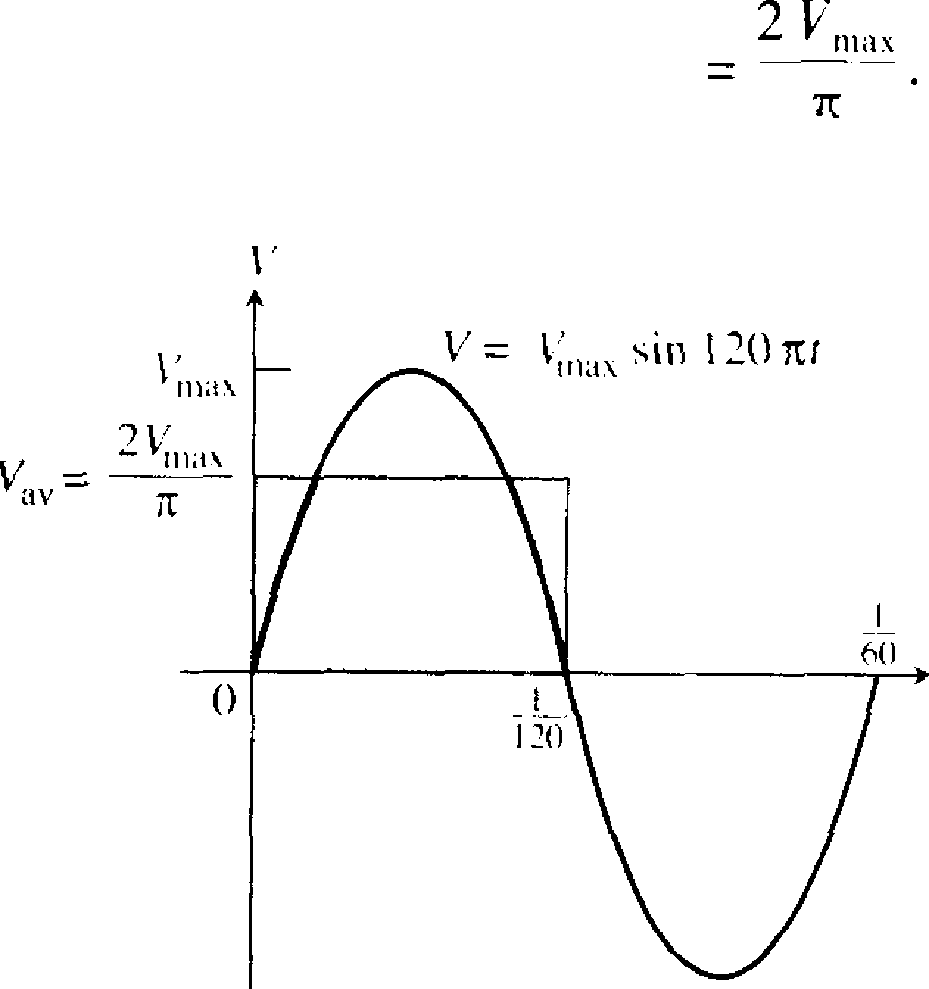 = 2 V_max / π .
V
V = V_max sin 120 πt
V_max
V_av = 2V_max / π
1/60
0
1/120